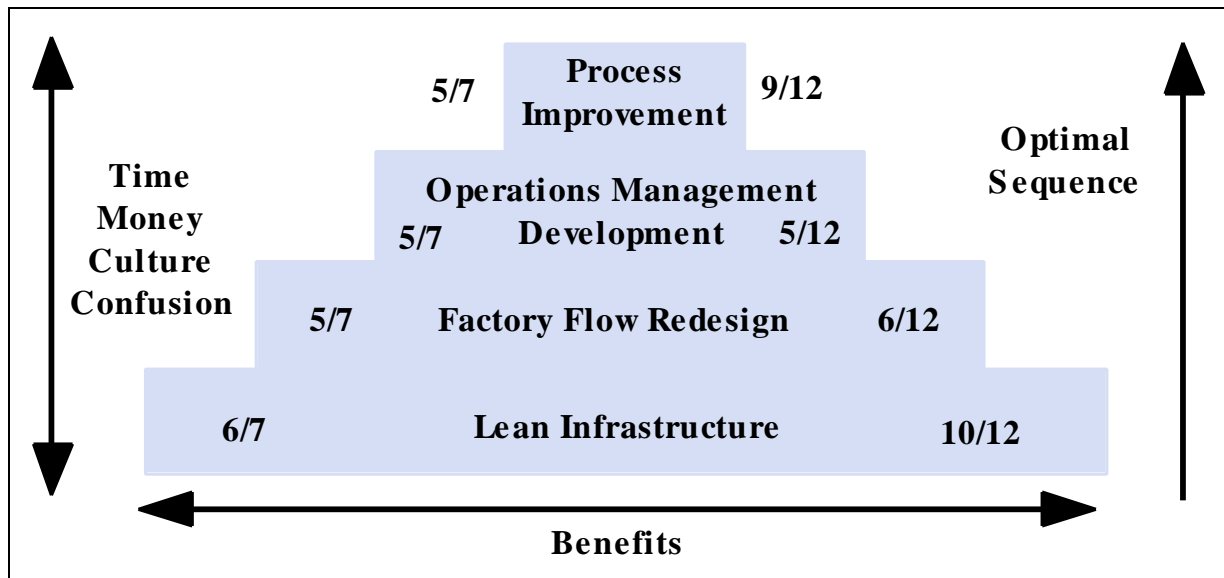 5/7
Process
Improvement
9/12
Optimal
Sequence
Time
Money
Culture
Confusion
Operations Management
Development
5/7
5/12
5/7
Factory Flow Redesign
6/12
6/7
Lean Infrastructure
10/12
Benefits